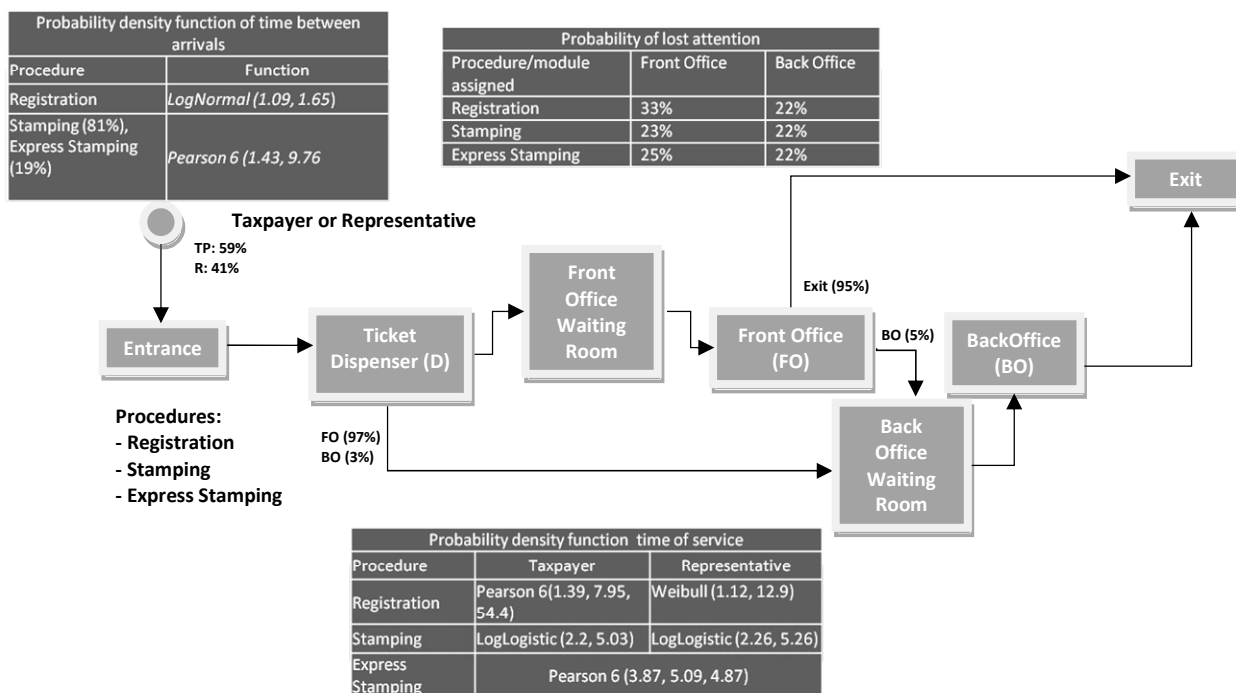 Probability density function of time between
arrivals
Procedure Function
Registration LogNormal (1.09, 1.65)
Stamping (81%),
Express Stamping
(19%) Pearson 6 (1.43, 9.76
Probability of lost attention
Procedure/module
assigned Front Office Back Office
Registration 33% 22%
Stamping 23% 22%
Express Stamping 25% 22%
Exit
Taxpayer or Representative
TP: 59%
R: 41%
Entrance
Ticket
Dispenser (D)
Front
Office
Waiting
Room
Exit (95%)
Front Office
(FO)
BO (5%)
BackOffice
(BO)
Procedures:
- Registration
- Stamping
- Express Stamping
FO (97%)
BO (3%)
Back
Office
Waiting
Room
Probability density function time of service
Procedure Taxpayer Representative
Registration Pearson 6(1.39, 7.95,
54.4) Weibull (1.12, 12.9)
Stamping LogLogistic (2.2, 5.03) LogLogistic (2.26, 5.26)
Express
Stamping Pearson 6 (3.87, 5.09, 4.87)